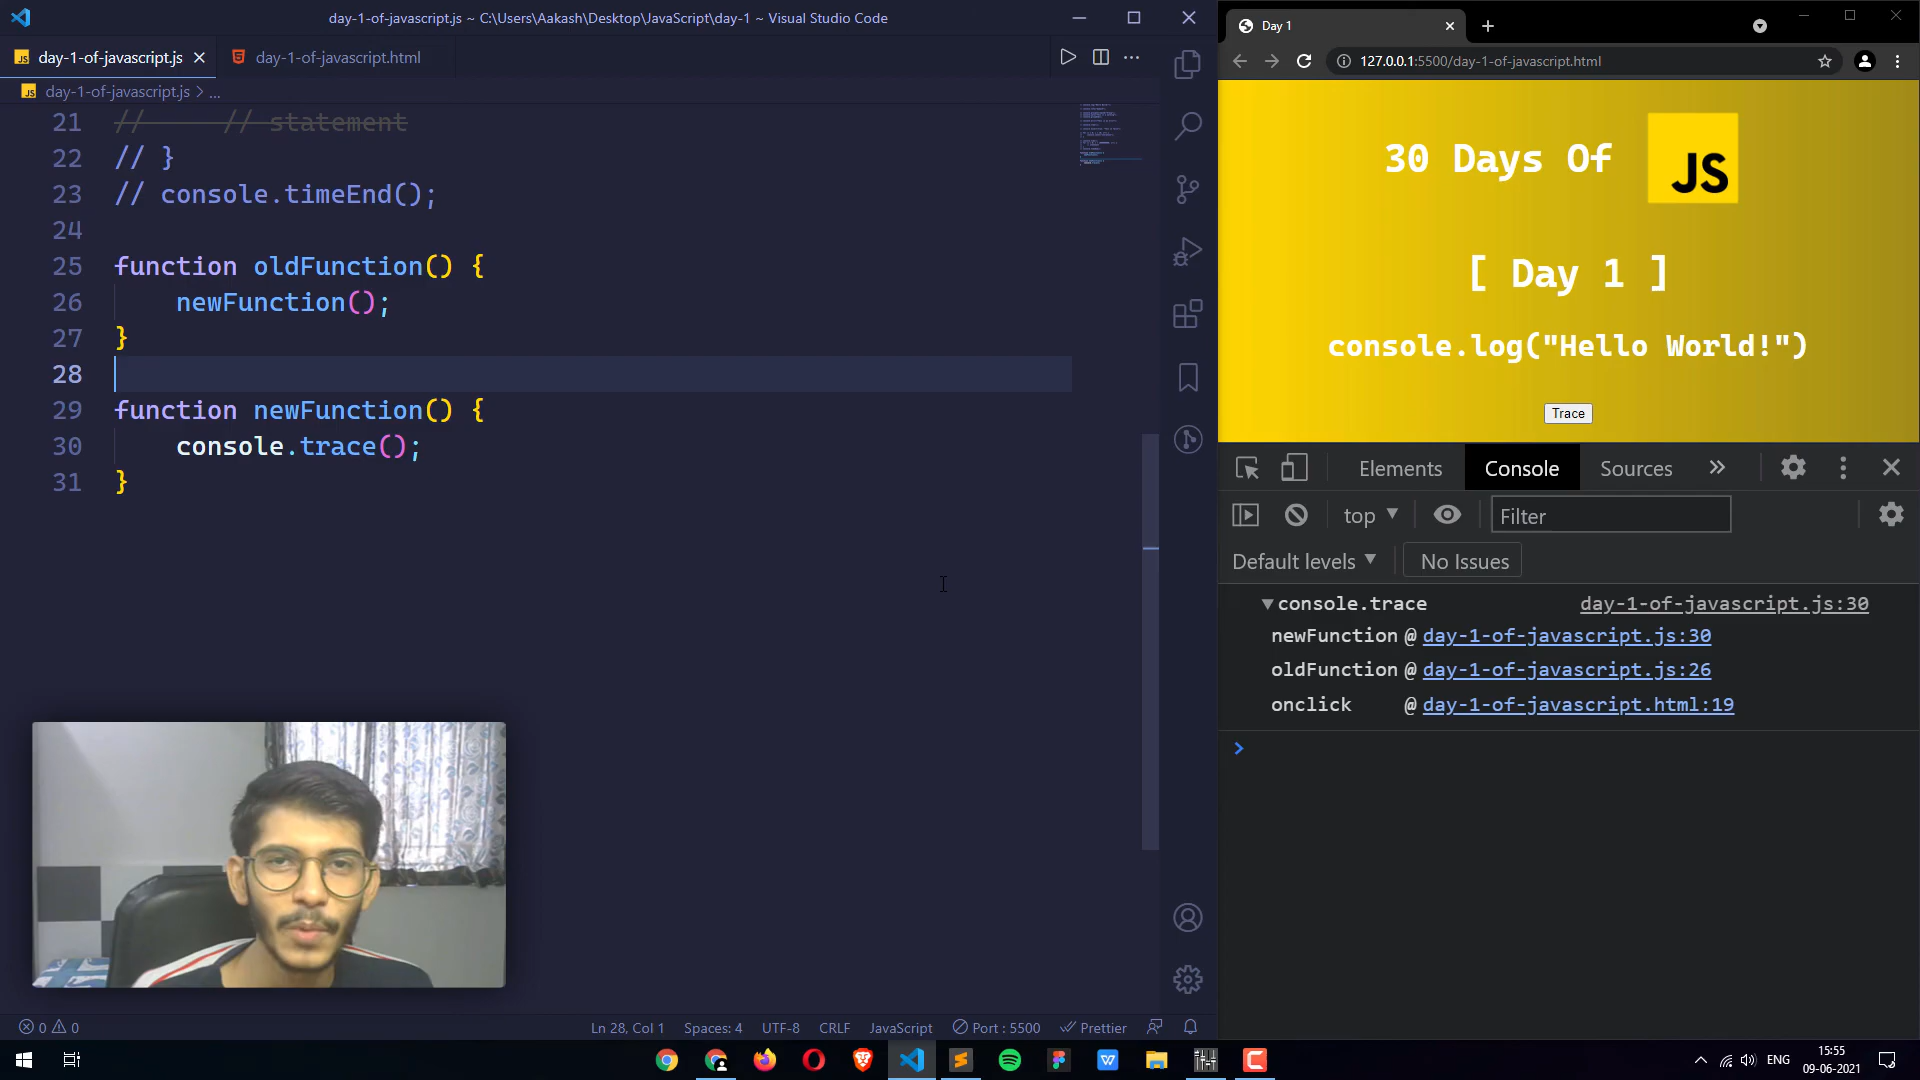 day-1-of-javascript.js ~ C:\Users\Aakash\Desktop\JavaScript\day-1 ~ Visual Studio Code
JS day-1-of-javascript.js
day-1-of-javascript.html
JS day-1-of-javascript.js > ...
21 //     // statement
22 // }
23 // console.timeEnd();
24
25 function oldFunction() {
26     newFunction();
27 }
28
29 function newFunction() {
30     console.trace();
31 }
0 0
Ln 28, Col 1
Spaces: 4
UTF-8
CRLF
JavaScript
Port : 5500
Prettier
Day 1
127.0.0.1:5500/day-1-of-javascript.html
30 Days Of JS
[ Day 1 ]
console.log("Hello World!")
Trace
Elements Console Sources
top
Filter
Default levels
No Issues
console.trace day-1-of-javascript.js:30
newFunction @ day-1-of-javascript.js:30
oldFunction @ day-1-of-javascript.js:26
onclick @ day-1-of-javascript.html:19
>
ENG
15:55
09-06-2021